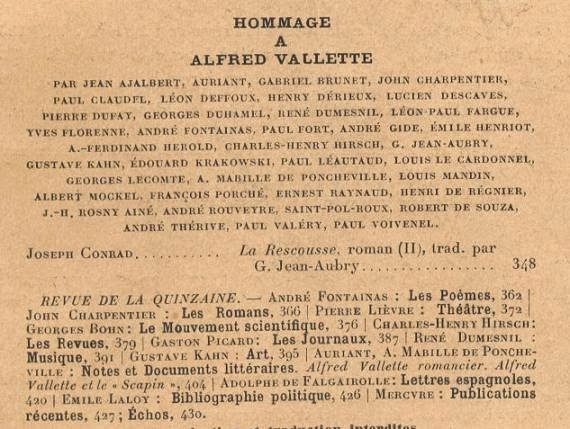 HOMMAGE
A
ALFRED VALLETTE
PAR JEAN AJALBERT, AURIANT, GABRIEL BRUNET, JOHN CHARPENTIER,
PAUL CLAUDEL, LÉON DEFFOUX, HENRY DÉRIEUX, LUCIEN DESCAVES,
PIERRE DUFAY, GEORGES DUHAMEL, RENÉ DUMESNIL, LÉON-PAUL FARGUE,
YVES FLORENNE, ANDRÉ FONTAINAS, PAUL FORT, ANDRÉ GIDE, ÉMILE HENRIOT,
A.-FERDINAND HEROLD, CHARLES-HENRY HIRSCH, G. JEAN-AUBRY,
GUSTAVE KAHN, ÉDOUARD KRAKOWSKI, PAUL LÉAUTAUD, LOUIS LE CARDONNEL,
GEORGES LECOMTE, A. MABILLE DE PONCHEVILLE, LOUIS MANDIN,
ALBERT MOCKEL, FRANÇOIS PORCHÉ, ERNEST RAYNAUD, HENRI DE RÉGNIER,
J.-H. ROSNY AINÉ, ANDRÉ ROUVEYRE, SAINT-POL-ROUX, ROBERT DE SOUZA,
ANDRÉ THÉRIVE, PAUL VALÉRY, PAUL VOIVENEL.
JOSEPH CONRAD........... La Rescousse, roman (II), trad. par
G. Jean-Aubry................ 348
REVUE DE LA QUINZAINE. — ANDRÉ FONTAINAS : Les Poèmes, 362 |
JOHN CHARPENTIER : Les Romans, 366 | PIERRE LIÈVRE : Théâtre, 372 |
GEORGES BOHN : Le Mouvement scientifique, 376 | CHARLES-HENRY HIRSCH:
Les Revues, 379 | GASTON PICARD: Les Journaux, 387 | RENÉ DUMESNIL :
Musique, 391 | GUSTAVE KAHN : Art, 395 | AURIANT, A. MABILLE DE PONCHE-
VILLE : Notes et Documents littéraires. Alfred Vallette romancier. Alfred
Vallette et le « Scapin », 404 | ADOLPHE DE FALGAIROLLE: Lettres espagnoles,
420 | EMILE LALOY : Bibliographie politique, 426 | MERCVRE : Publications
récentes, 427 ; Échos, 430.